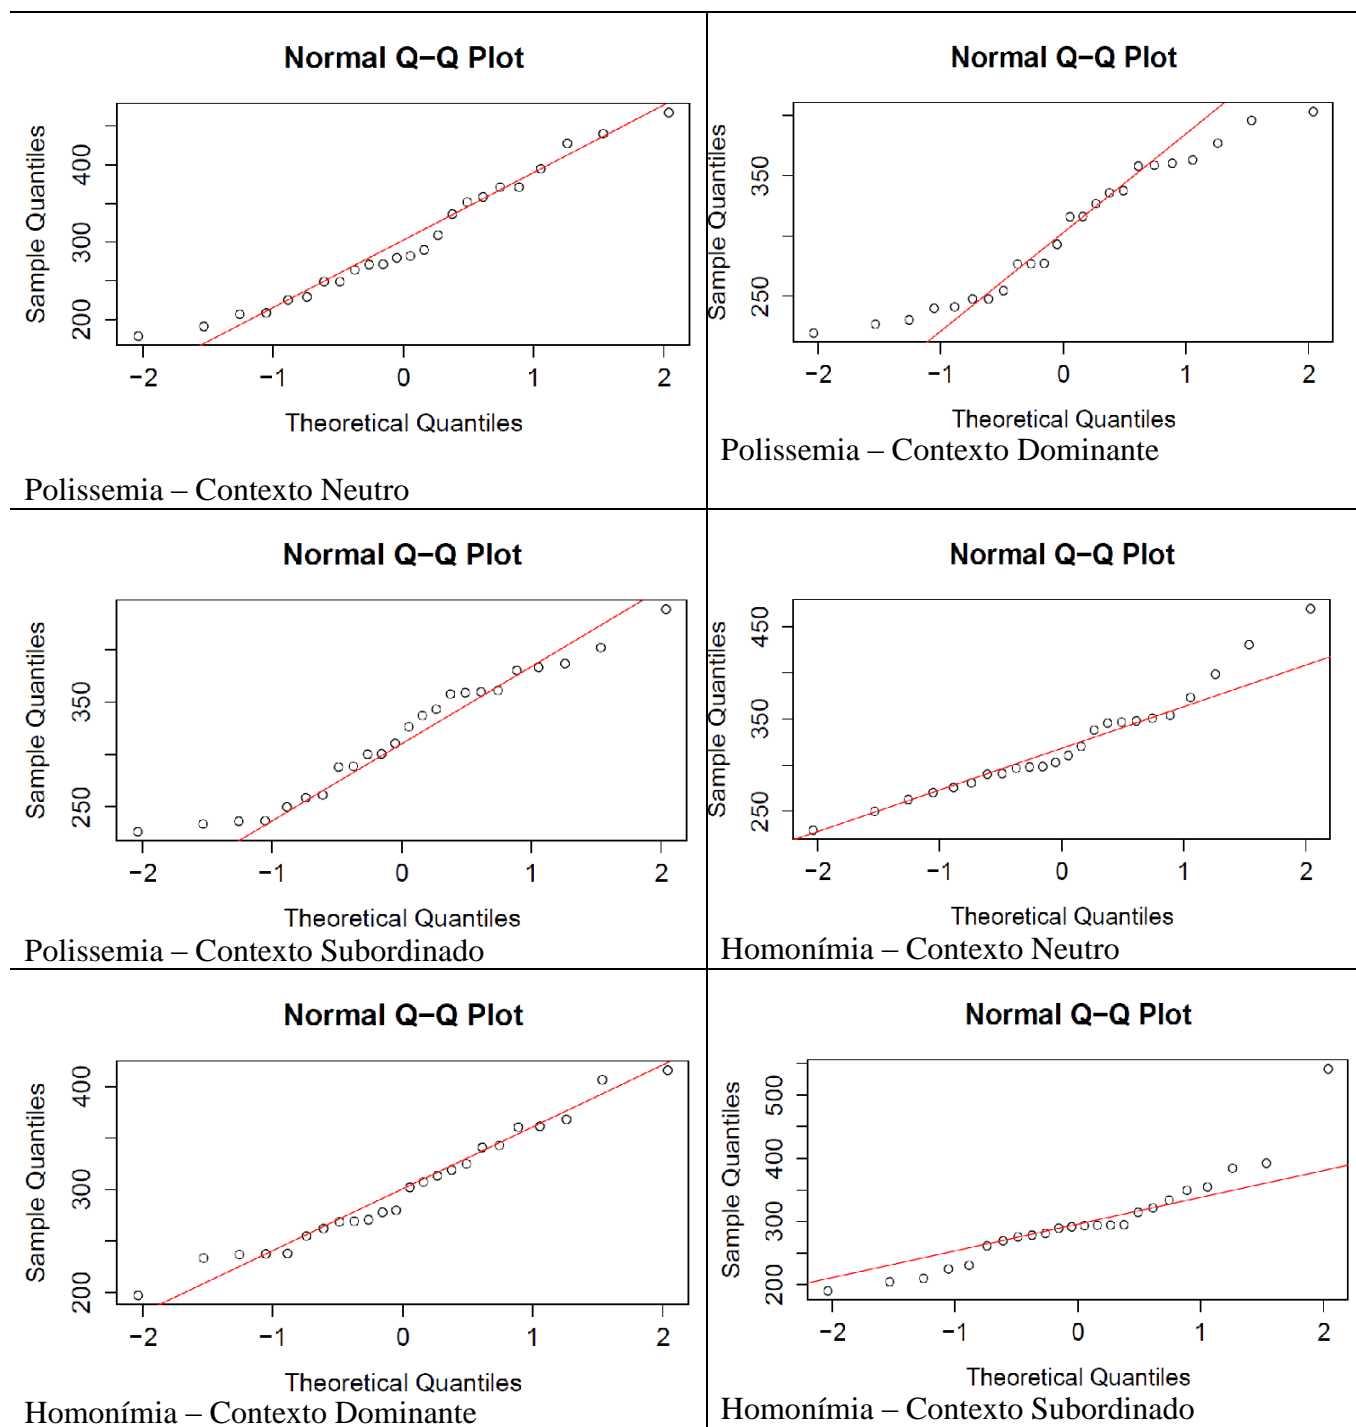 Normal Q−Q Plot
Sample Quantiles
200 300 400
−2 −1 0 1 2
Theoretical Quantiles
Polissemia – Contexto Neutro
Normal Q−Q Plot
Sample Quantiles
250 350
−2 −1 0 1 2
Theoretical Quantiles
Polissemia – Contexto Dominante
Normal Q−Q Plot
Sample Quantiles
250 350
−2 −1 0 1 2
Theoretical Quantiles
Polissemia – Contexto Subordinado
Normal Q−Q Plot
Sample Quantiles
250 350 450
−2 −1 0 1 2
Theoretical Quantiles
Homonímia – Contexto Neutro
Normal Q−Q Plot
Sample Quantiles
200 300 400
−2 −1 0 1 2
Theoretical Quantiles
Homonímia – Contexto Dominante
Normal Q−Q Plot
Sample Quantiles
200 300 400 500
−2 −1 0 1 2
Theoretical Quantiles
Homonímia – Contexto Subordinado